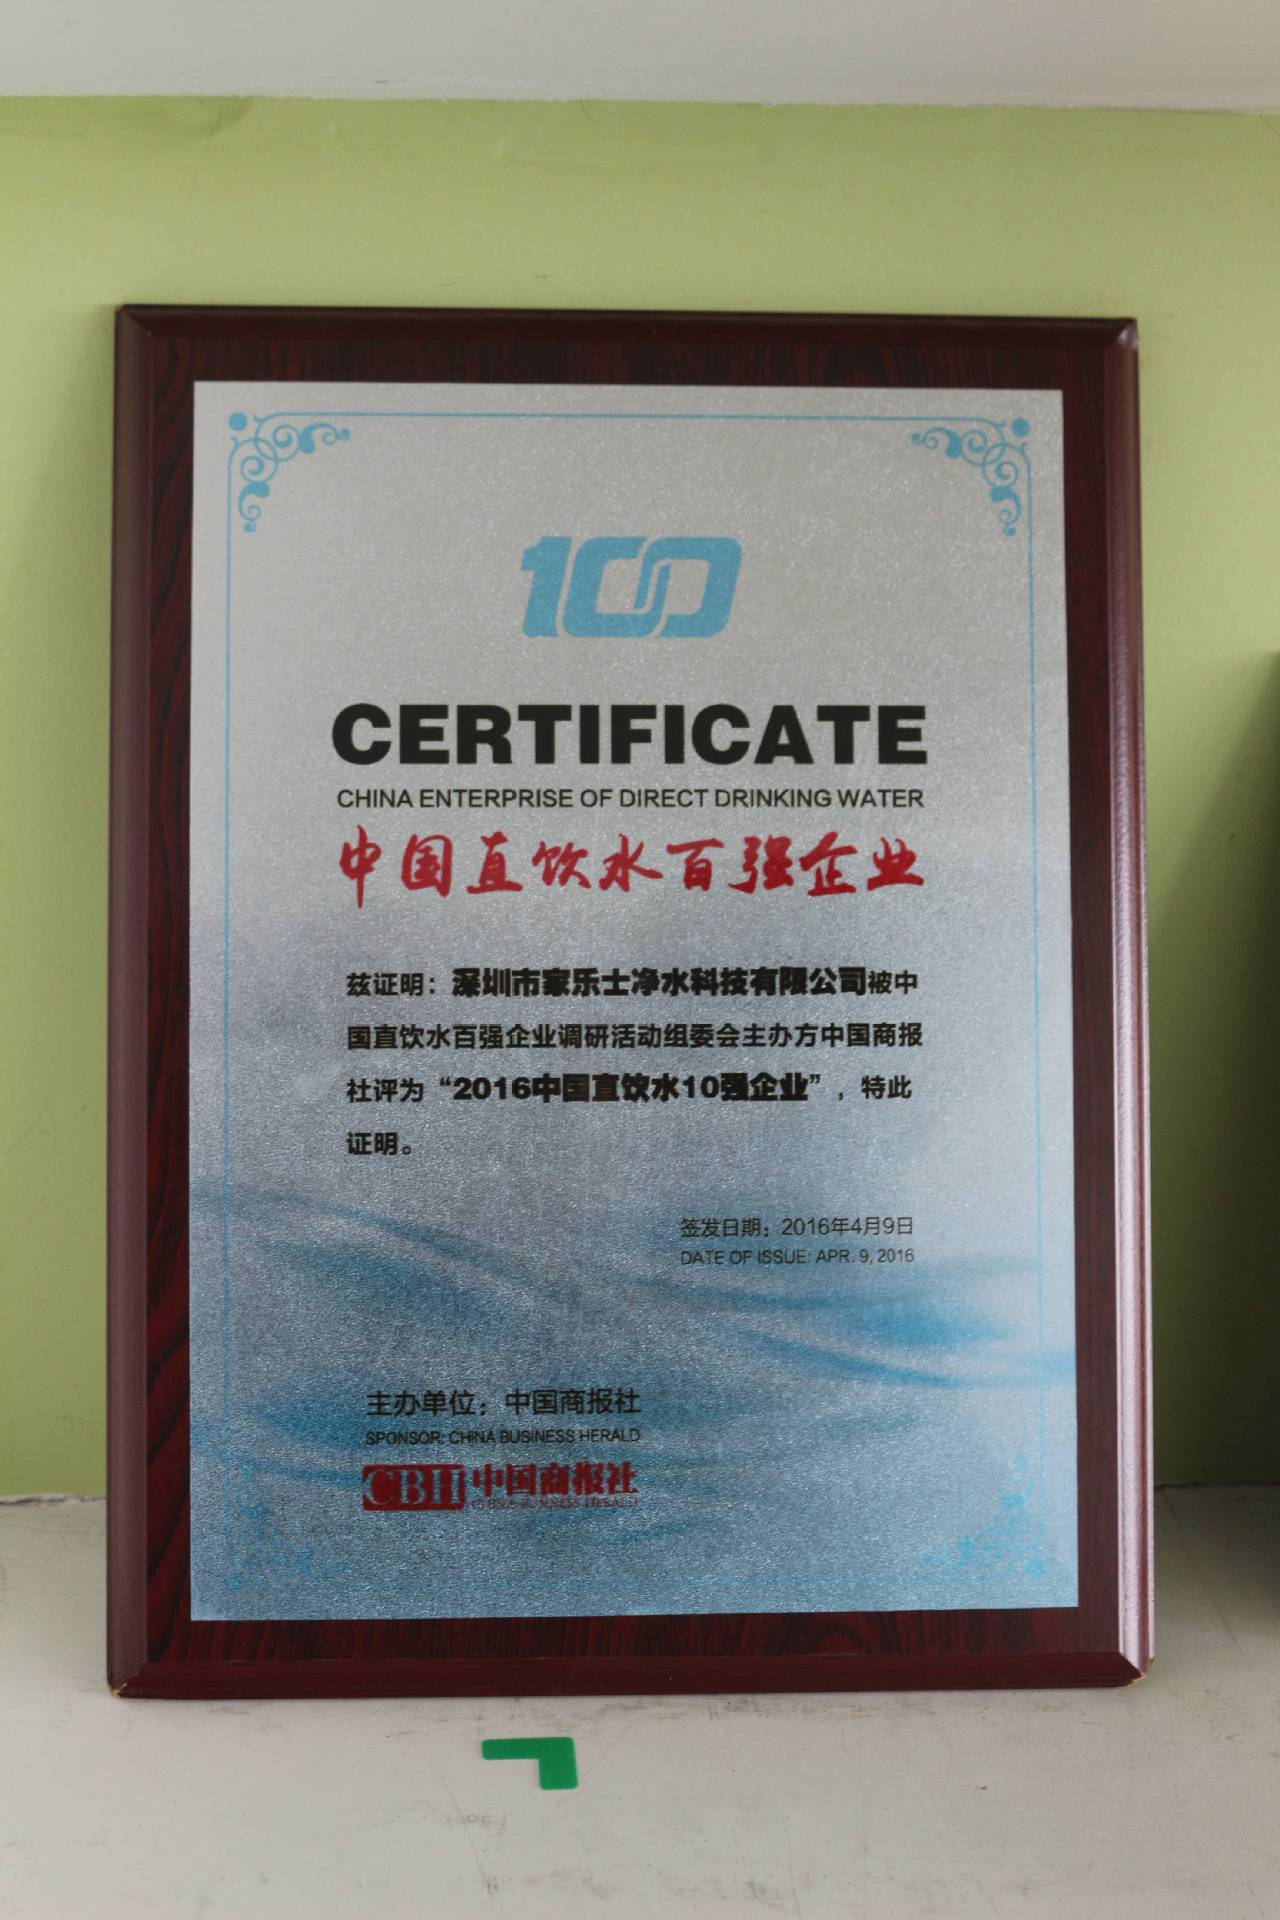 100
CERTIFICATE
CHINA ENTERPRISE OF DIRECT DRINKING WATER
中国直饮水百强企业
兹证明：深圳市家乐士净水科技有限公司被中
国直饮水百强企业调研活动组委会主办方中国商报
社评为“2016中国直饮水10强企业”，特此
证明。
签发日期：2016年4月9日
DATE OF ISSUE: APR. 9, 2016
主办单位：中国商报社
SPONSOR: CHINA BUSINESS HERALD
CBH 中国商报社
CHINA BUSINESS HERALD